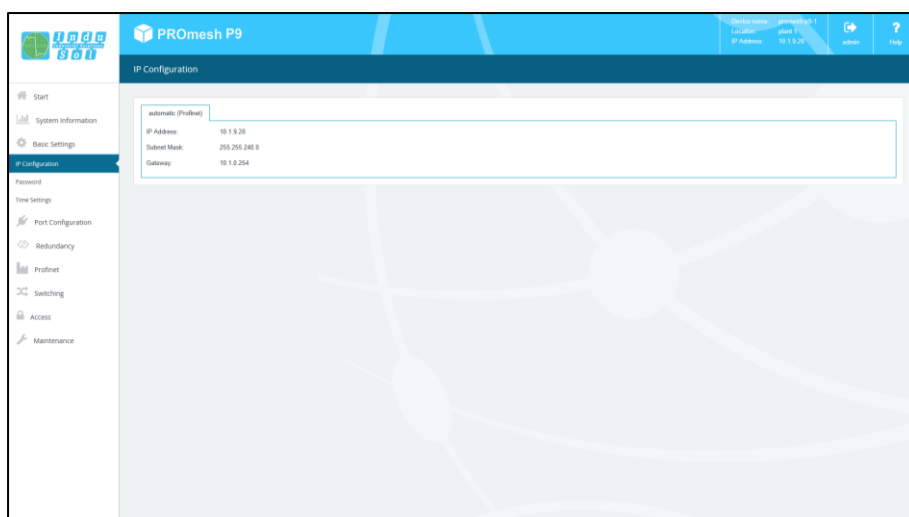 Indu
Sol
PROmesh P9
Device name: promesh-p9-1
Location: plant 1
IP Address: 10.1.9.26
admin
Help
IP Configuration
Start
System Information
Basic Settings
IP Configuration
Password
Time Settings
Port Configuration
Redundancy
Profinet
Switching
Access
Maintenance
automatic (Profinet)
IP Address: 10.1.9.26
Subnet Mask: 255.255.240.0
Gateway: 10.1.0.254